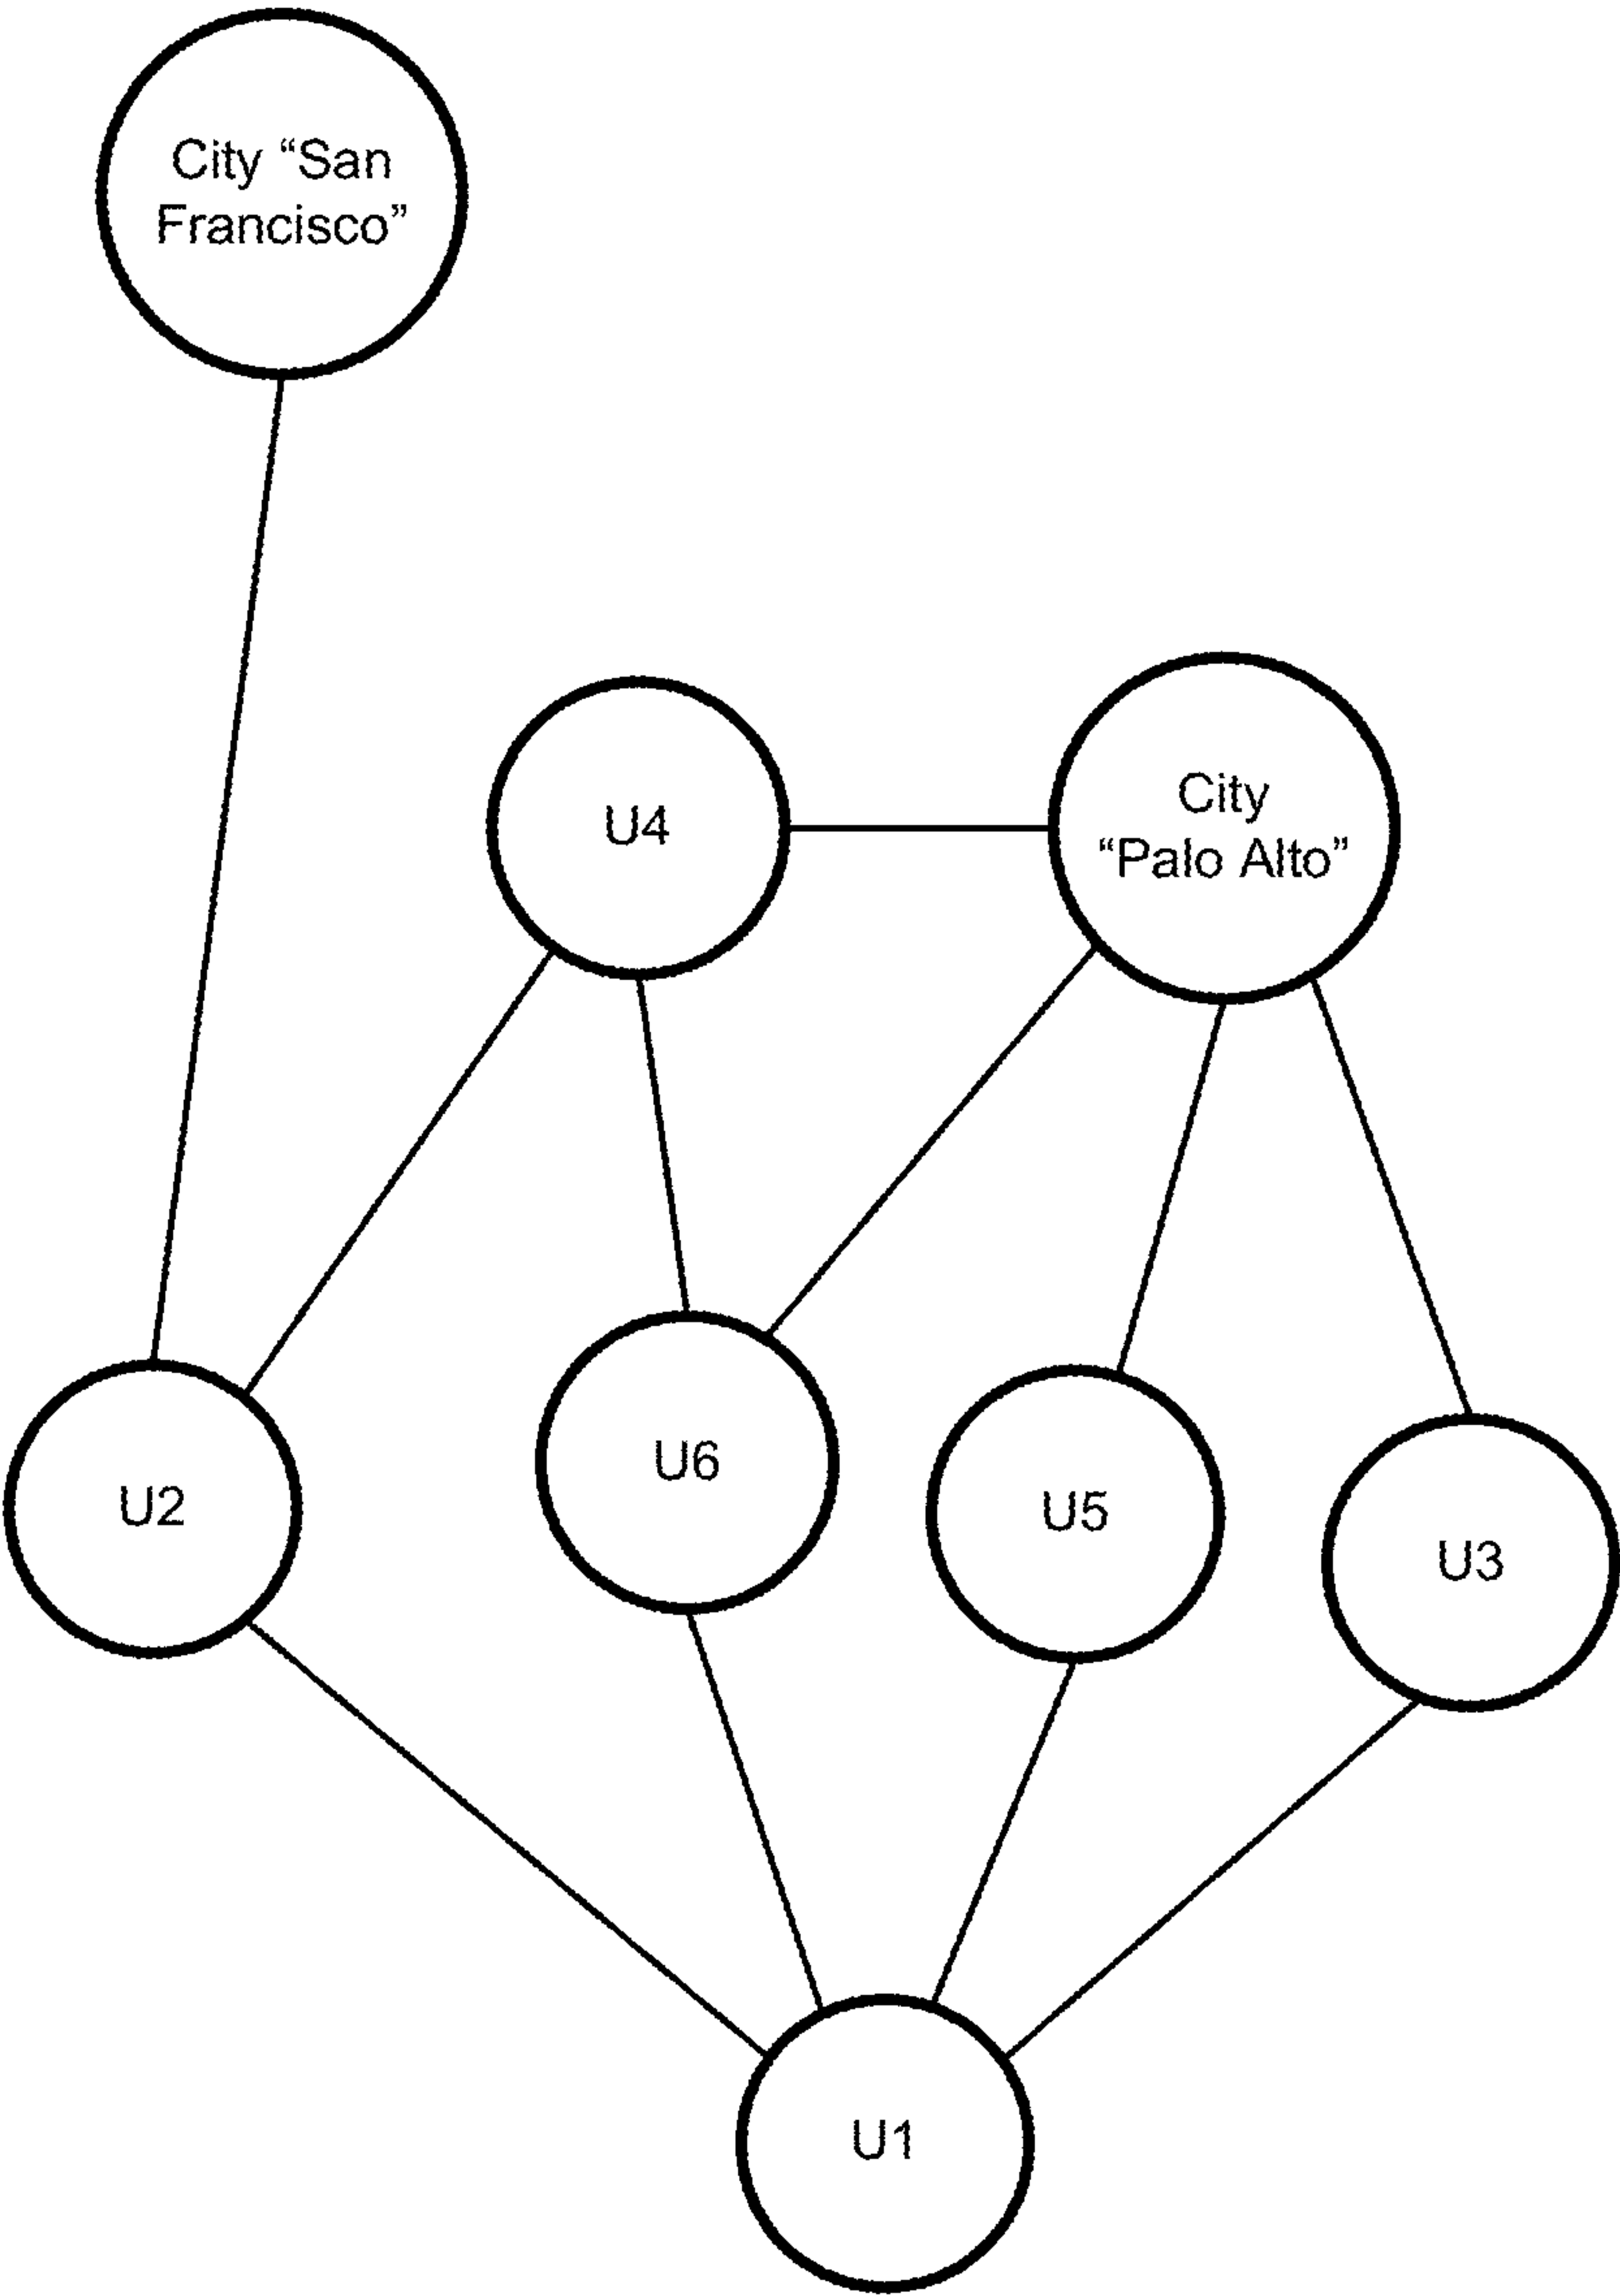 City “San
Francisco”
U4
City
“Palo Alto”
U2
U6
U5
U3
U1